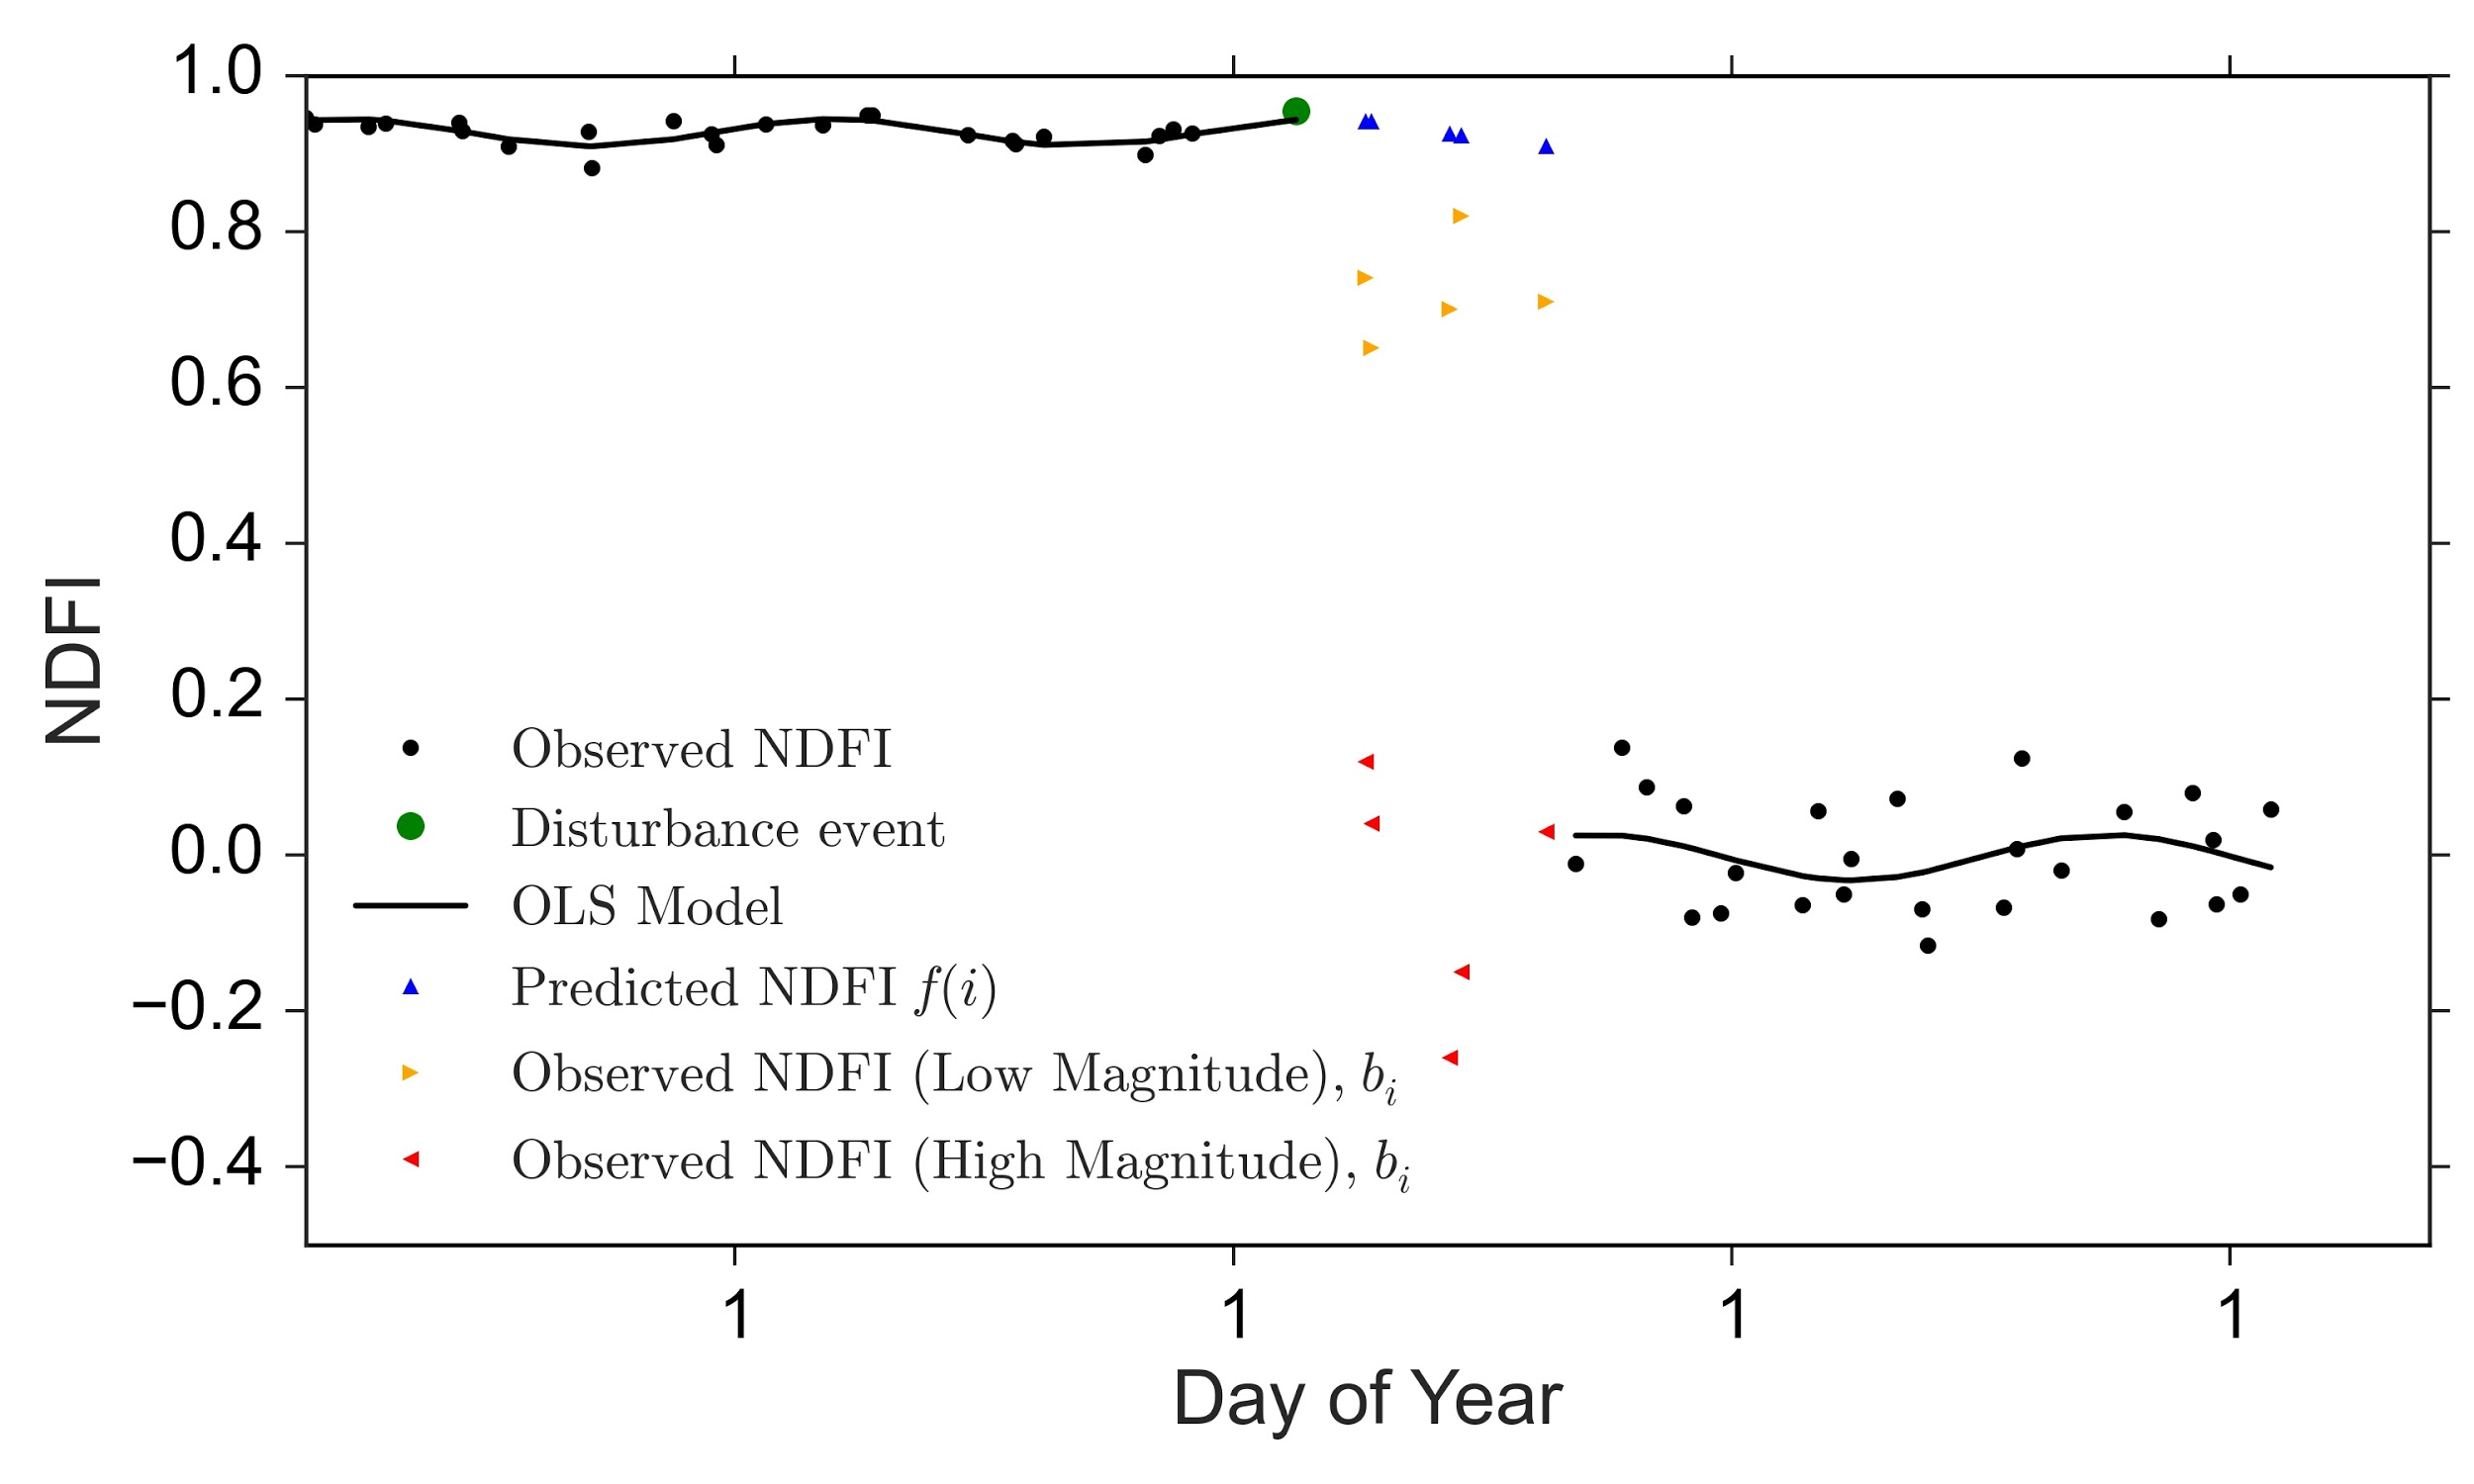 1.0
0.8
0.6
0.4
0.2
0.0
−0.2
−0.4
NDFI
Observed NDFI
Disturbance event
OLS Model
Predicted NDFI f(i)
Observed NDFI (Low Magnitude), b_i
Observed NDFI (High Magnitude), b_i
1 1 1 1
Day of Year